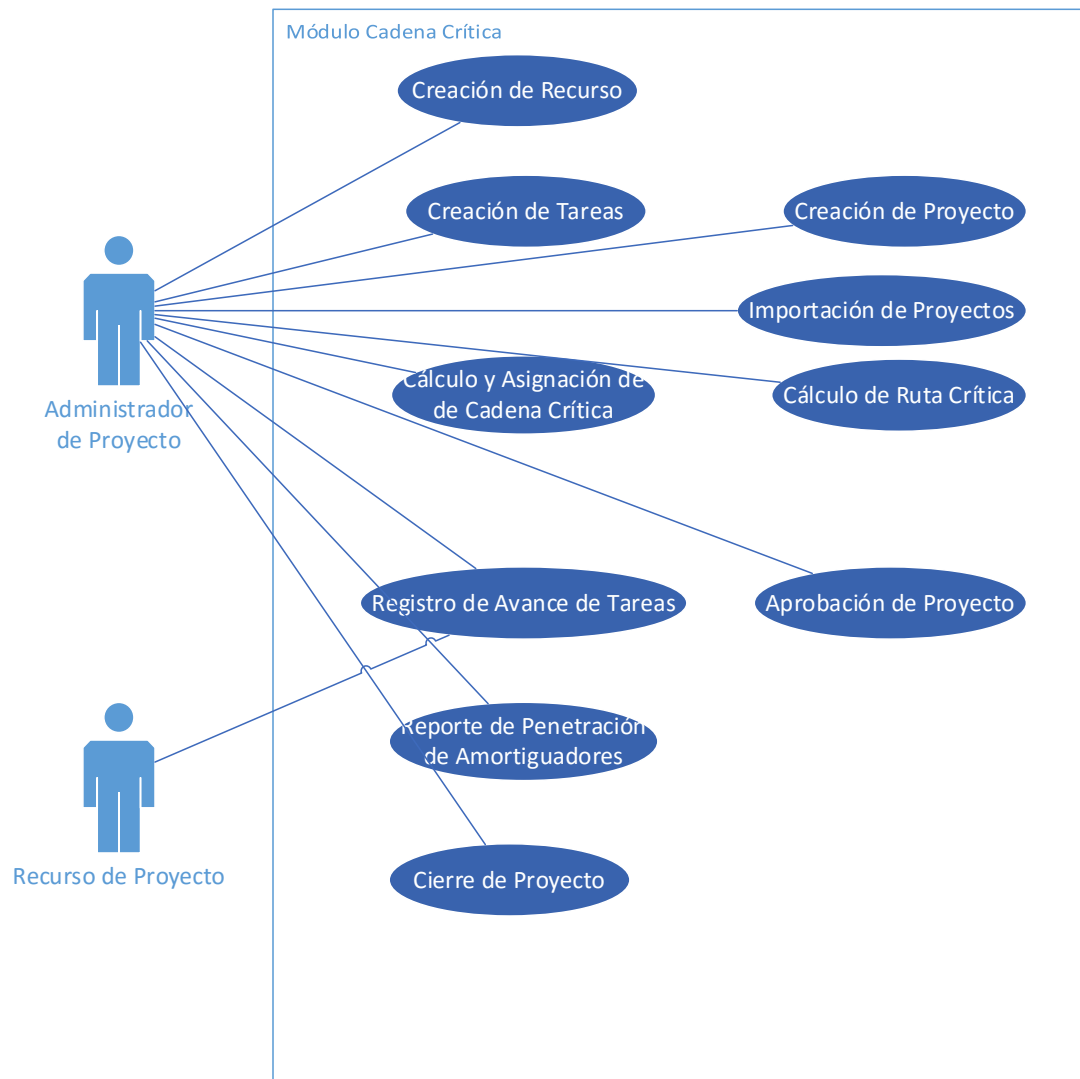 Módulo Cadena Crítica
Creación de Recurso
Creación de Tareas
Creación de Proyecto
Importación de Proyectos
Cálculo y Asignación de
de Cadena Crítica
Cálculo de Ruta Crítica
Administrador
de Proyecto
Registro de Avance de Tareas
Aprobación de Proyecto
Reporte de Penetración
de Amortiguadores
Recurso de Proyecto
Cierre de Proyecto